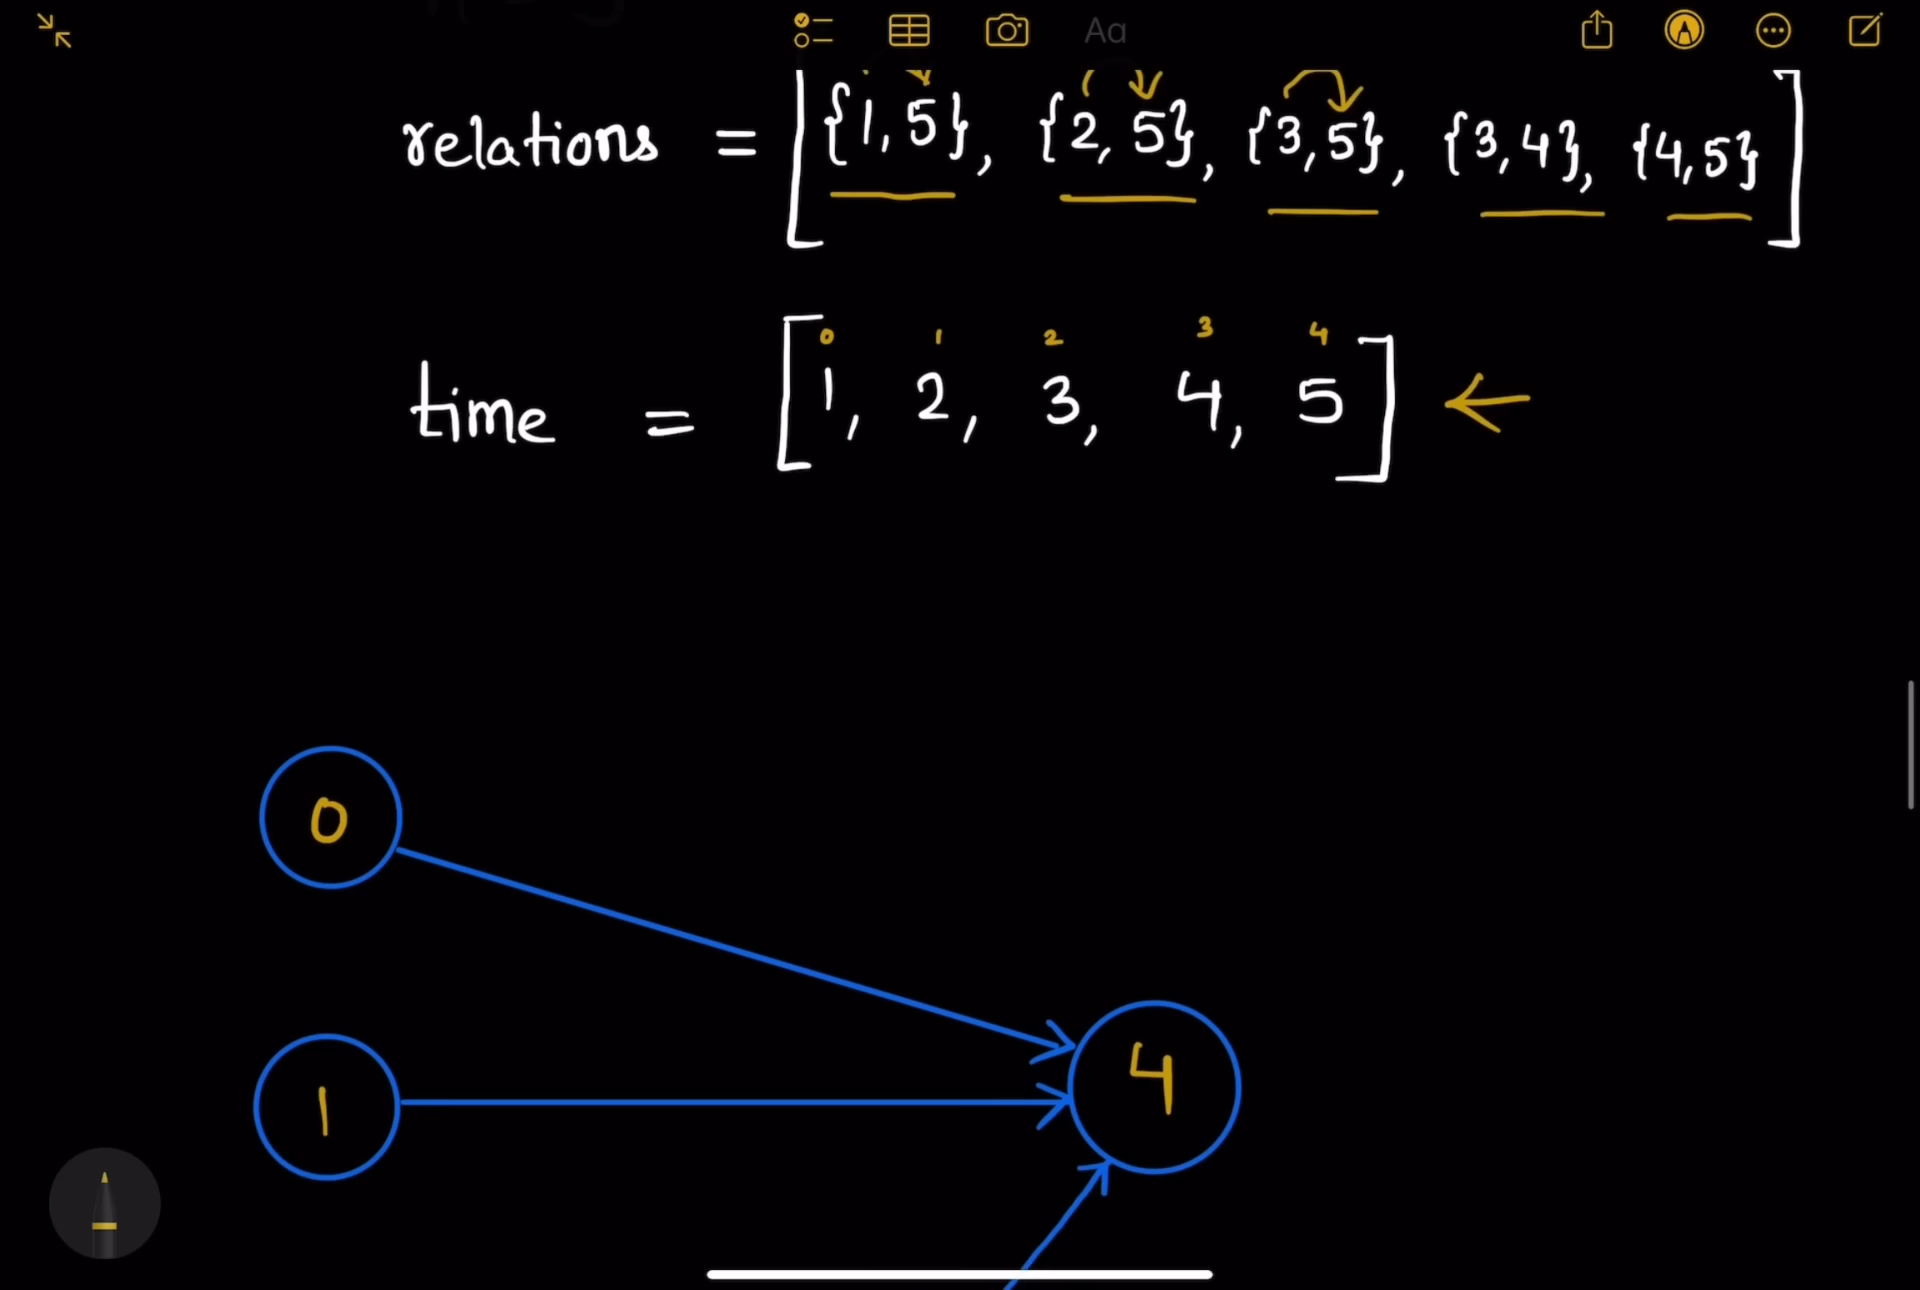 Aa
relations = [{1,5}, {2,5}, {3,5}, {3,4}, {4,5}]
0 1 2 3 4
time = [1, 2, 3, 4, 5]
0
1
4